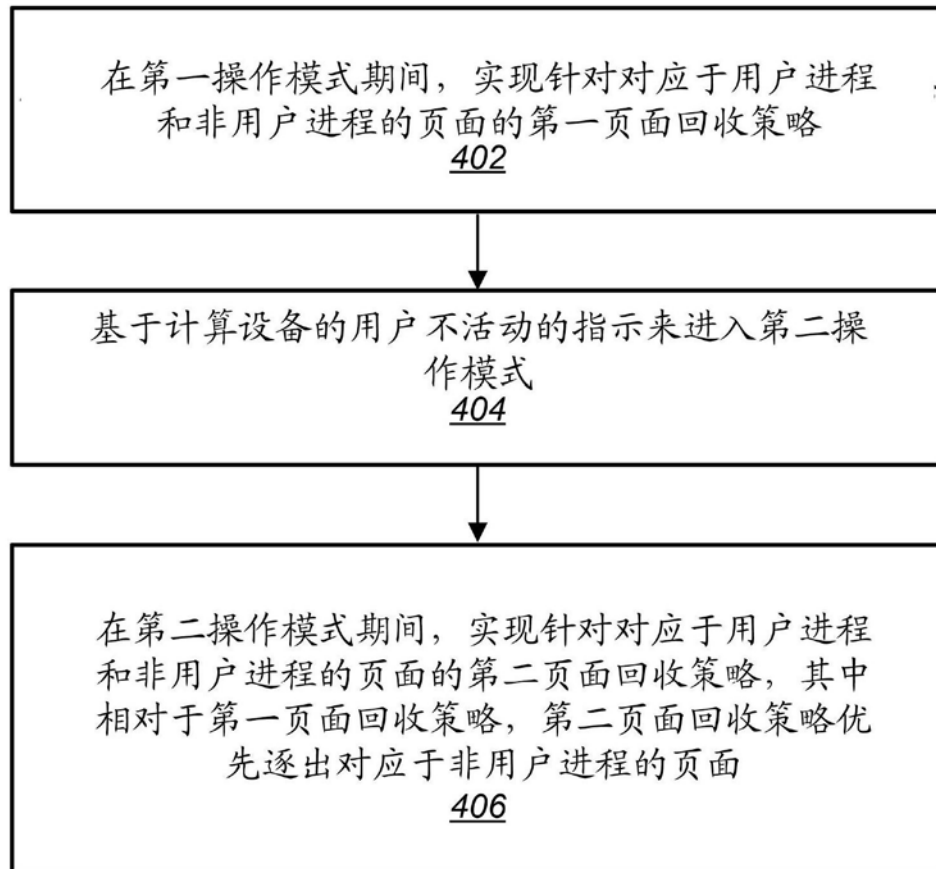 在第一操作模式期间，实现针对对应于用户进程
和非用户进程的页面的第一页面回收策略
402
基于计算设备的用户不活动的指示来进入第二操
作模式
404
在第二操作模式期间，实现针对对应于用户进程
和非用户进程的页面的第二页面回收策略，其中
相对于第一页面回收策略，第二页面回收策略优
先逐出对应于非用户进程的页面
406